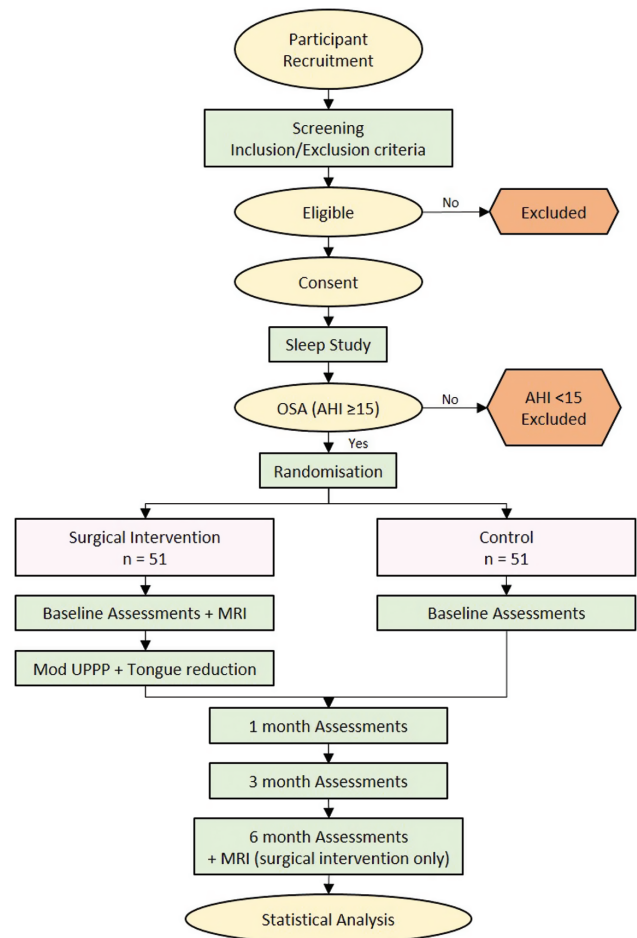 Participant
Recruitment
Screening
Inclusion/Exclusion criteria
Eligible
No
Excluded
Consent
Sleep Study
OSA (AHI ≥15)
No
AHI <15
Excluded
Yes
Randomisation
Surgical Intervention
n = 51
Control
n = 51
Baseline Assessments + MRI
Baseline Assessments
Mod UPPP + Tongue reduction
1 month Assessments
3 month Assessments
6 month Assessments
+ MRI (surgical intervention only)
Statistical Analysis